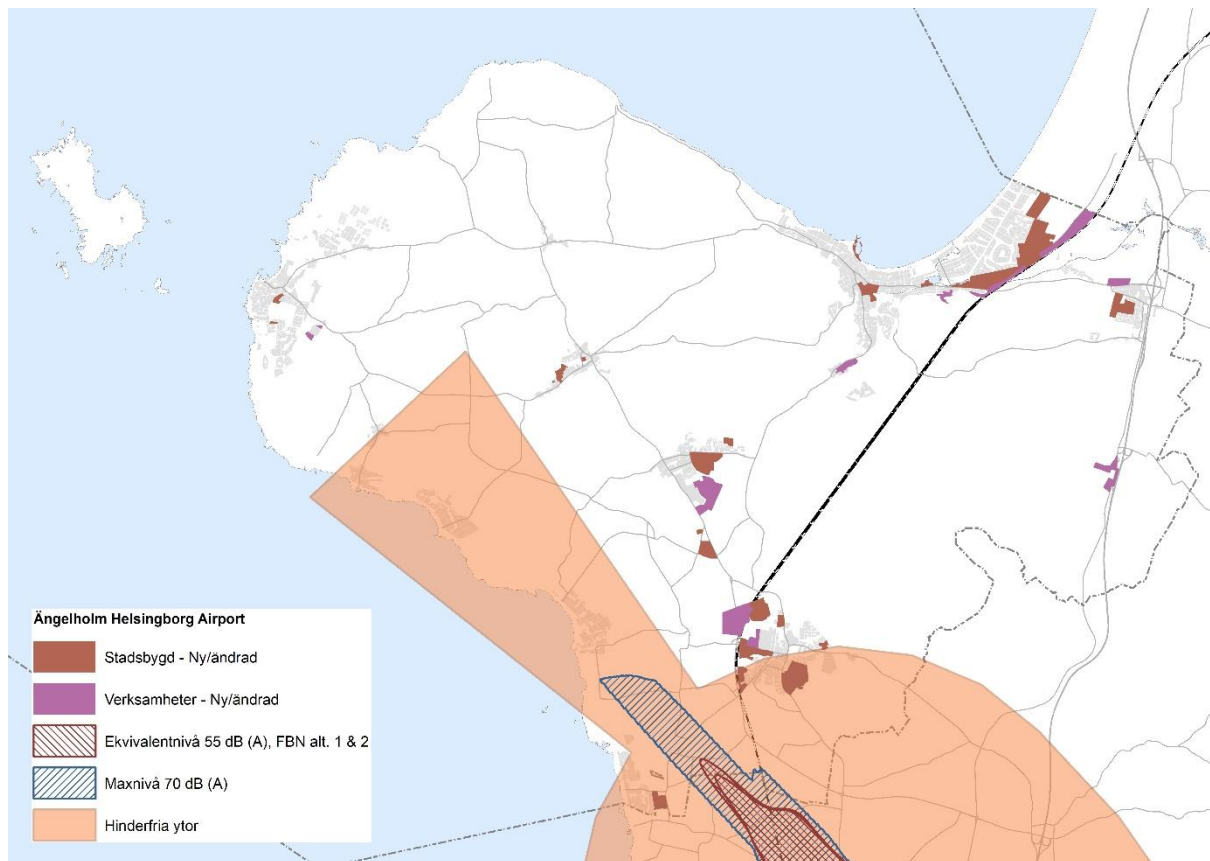 Ängelholm Helsingborg Airport
Stadsbygd - Ny/ändrad
Verksamheter - Ny/ändrad
Ekvivalentnivå 55 dB (A), FBN alt. 1 & 2
Maxnivå 70 dB (A)
Hinderfria ytor